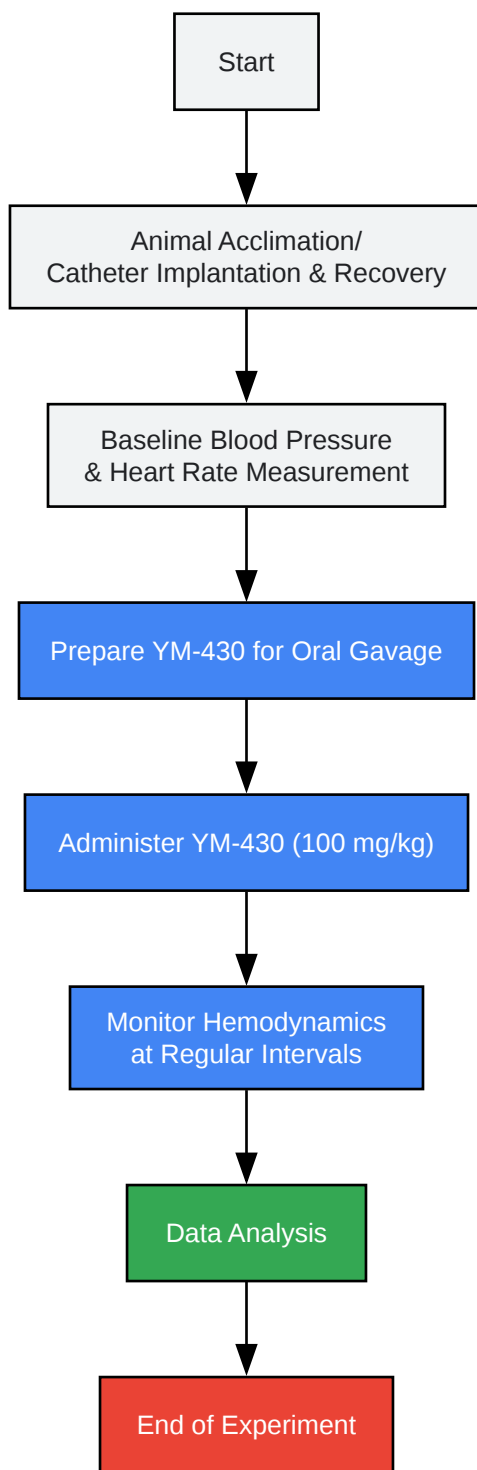 Start
Animal Acclimation/
Catheter Implantation & Recovery
Baseline Blood Pressure
& Heart Rate Measurement
Prepare YM-430 for Oral Gavage
Administer YM-430 (100 mg/kg)
Monitor Hemodynamics
at Regular Intervals
Data Analysis
End of Experiment